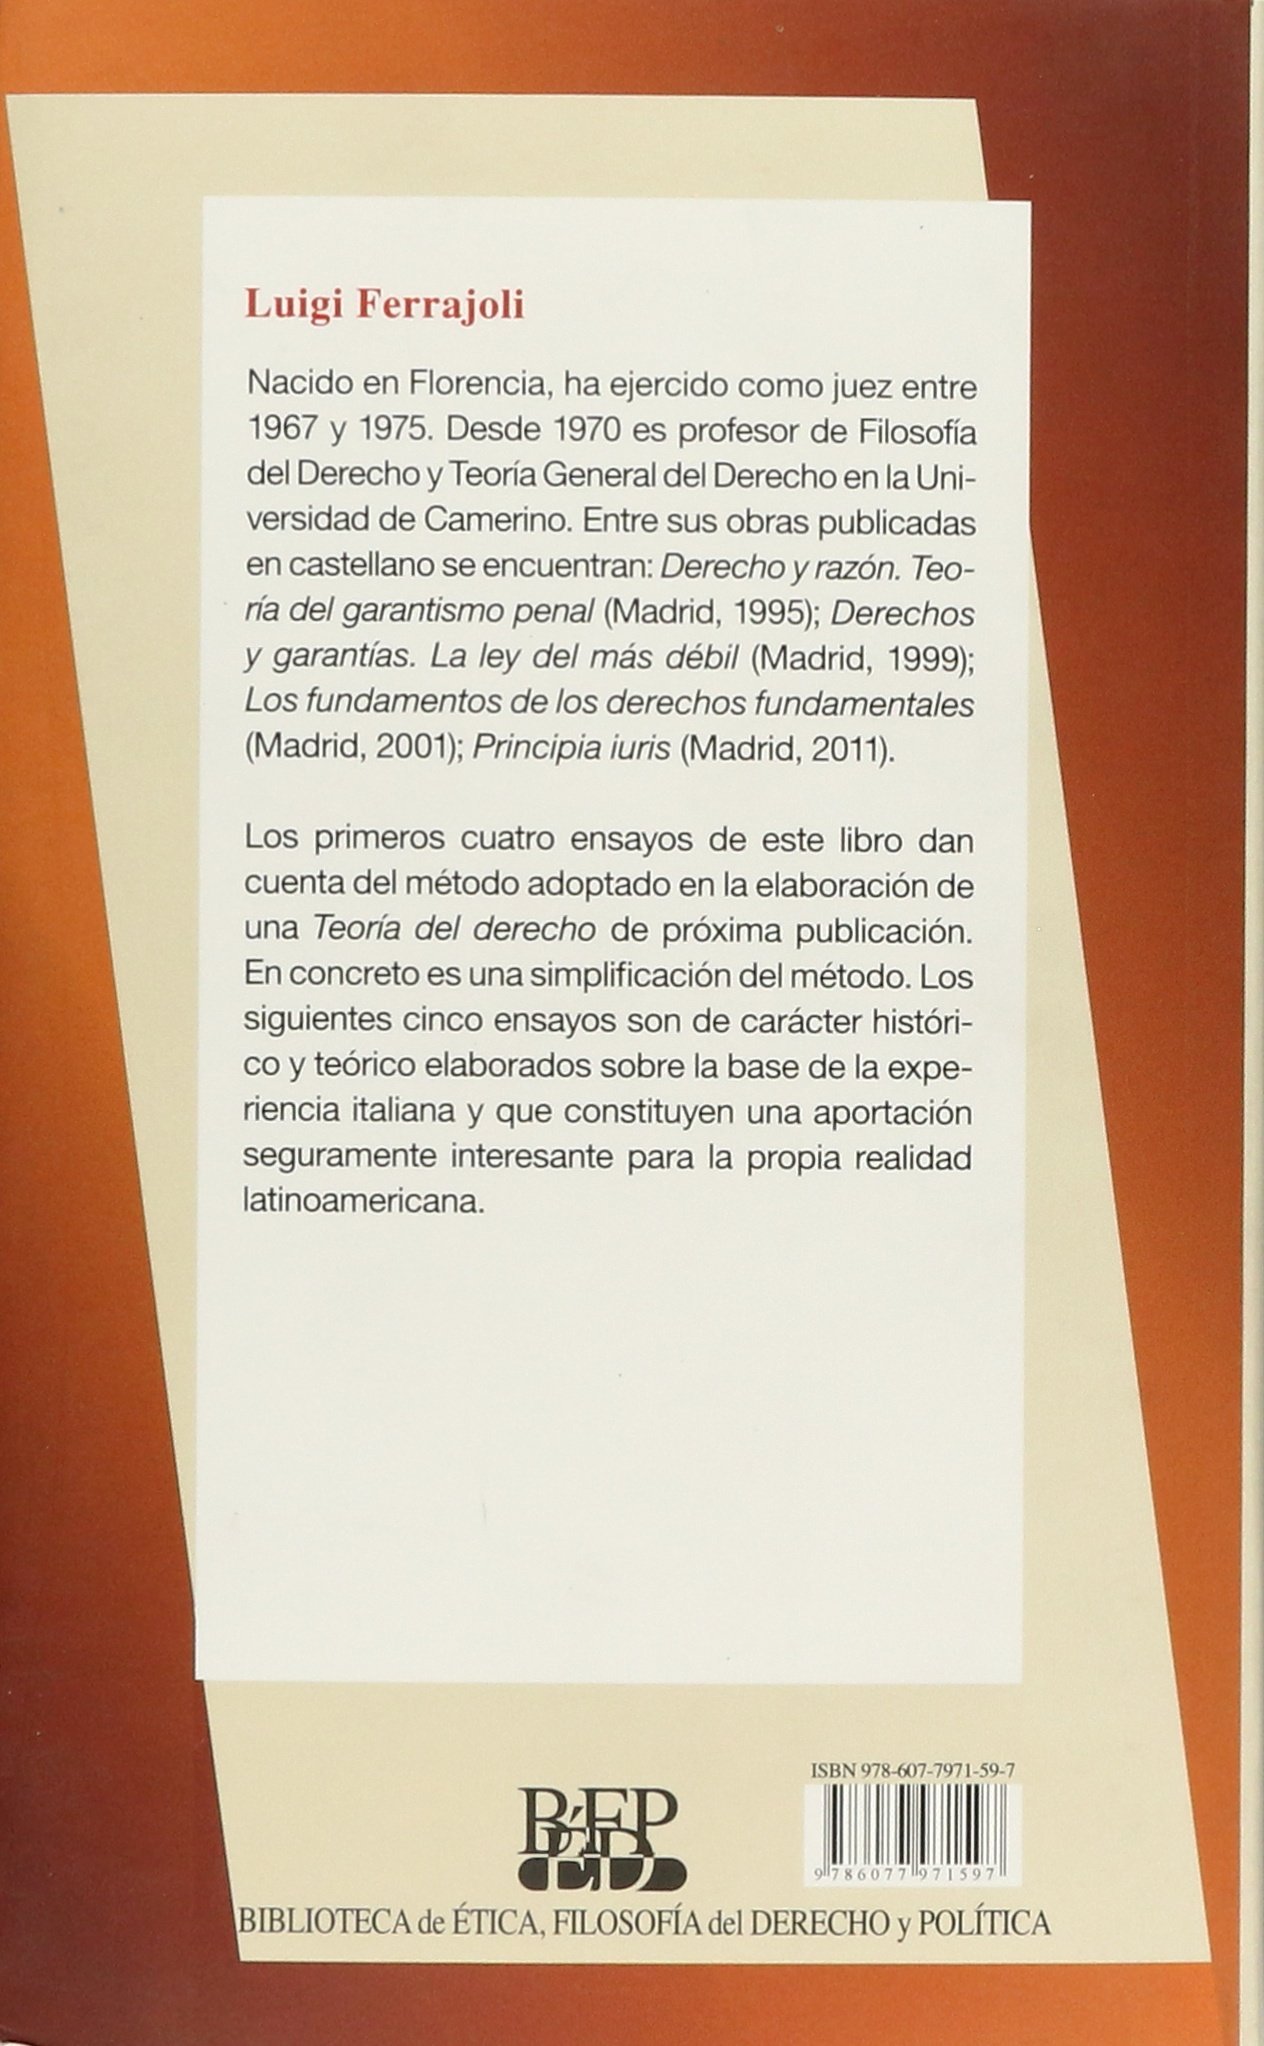 Luigi Ferrajoli
Nacido en Florencia, ha ejercido como juez entre
1967 y 1975. Desde 1970 es profesor de Filosofía
del Derecho y Teoría General del Derecho en la Uni-
versidad de Camerino. Entre sus obras publicadas
en castellano se encuentran: Derecho y razón. Teo-
ría del garantismo penal (Madrid, 1995); Derechos
y garantías. La ley del más débil (Madrid, 1999);
Los fundamentos de los derechos fundamentales
(Madrid, 2001); Principia iuris (Madrid, 2011).
Los primeros cuatro ensayos de este libro dan
cuenta del método adoptado en la elaboración de
una Teoría del derecho de próxima publicación.
En concreto es una simplificación del método. Los
siguientes cinco ensayos son de carácter históri-
co y teórico elaborados sobre la base de la expe-
riencia italiana y que constituyen una aportación
seguramente interesante para la propia realidad
latinoamericana.
ISBN 978-607-7971-59-7
9 786077 971597
BÉFDP
BIBLIOTECA de ÉTICA, FILOSOFÍA del DERECHO y POLÍTICA